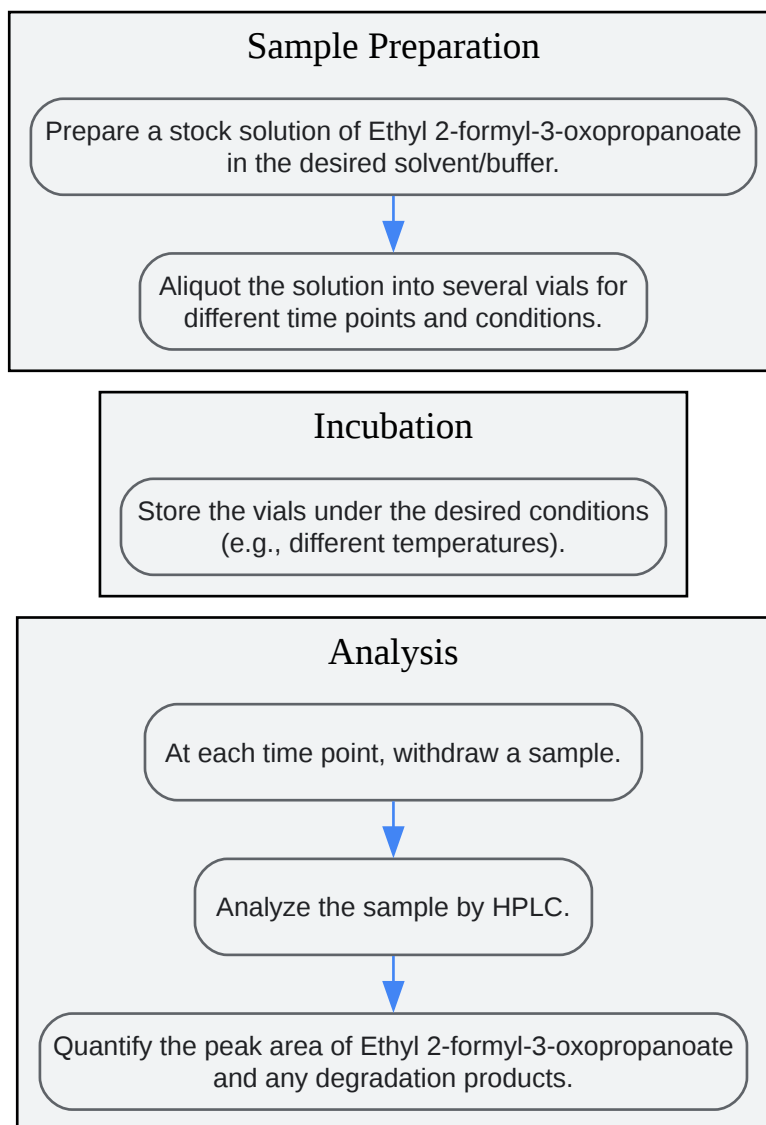 Sample Preparation
Prepare a stock solution of Ethyl 2-formyl-3-oxopropanoate
in the desired solvent/buffer.
Aliquot the solution into several vials for
different time points and conditions.
Incubation
Store the vials under the desired conditions
(e.g., different temperatures).
Analysis
At each time point, withdraw a sample.
Analyze the sample by HPLC.
Quantify the peak area of Ethyl 2-formyl-3-oxopropanoate
and any degradation products.